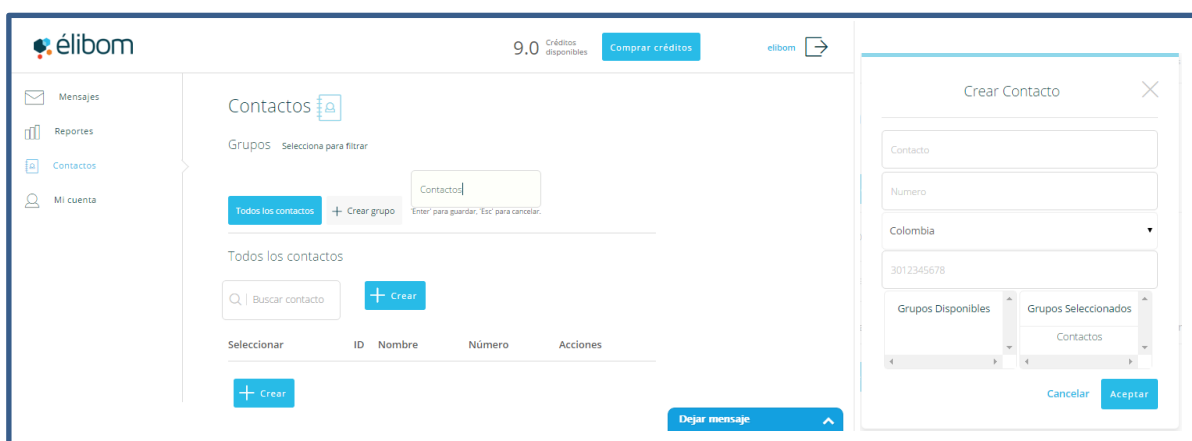 élibom
9.0 Créditos disponibles
Comprar créditos
elibom
Mensajes
Reportes
Contactos
Mi cuenta
Contactos
Grupos Selecciona para filtrar
Contactos
Todos los contactos
+ Crear grupo
'Enter' para guardar, 'Esc' para cancelar.
Todos los contactos
Buscar contacto
+ Crear
Seleccionar ID Nombre Número Acciones
+ Crear
Dejar mensaje
Crear Contacto
Contacto
Numero
Colombia
3012345678
Grupos Disponibles Grupos Seleccionados
Contactos
Cancelar Aceptar